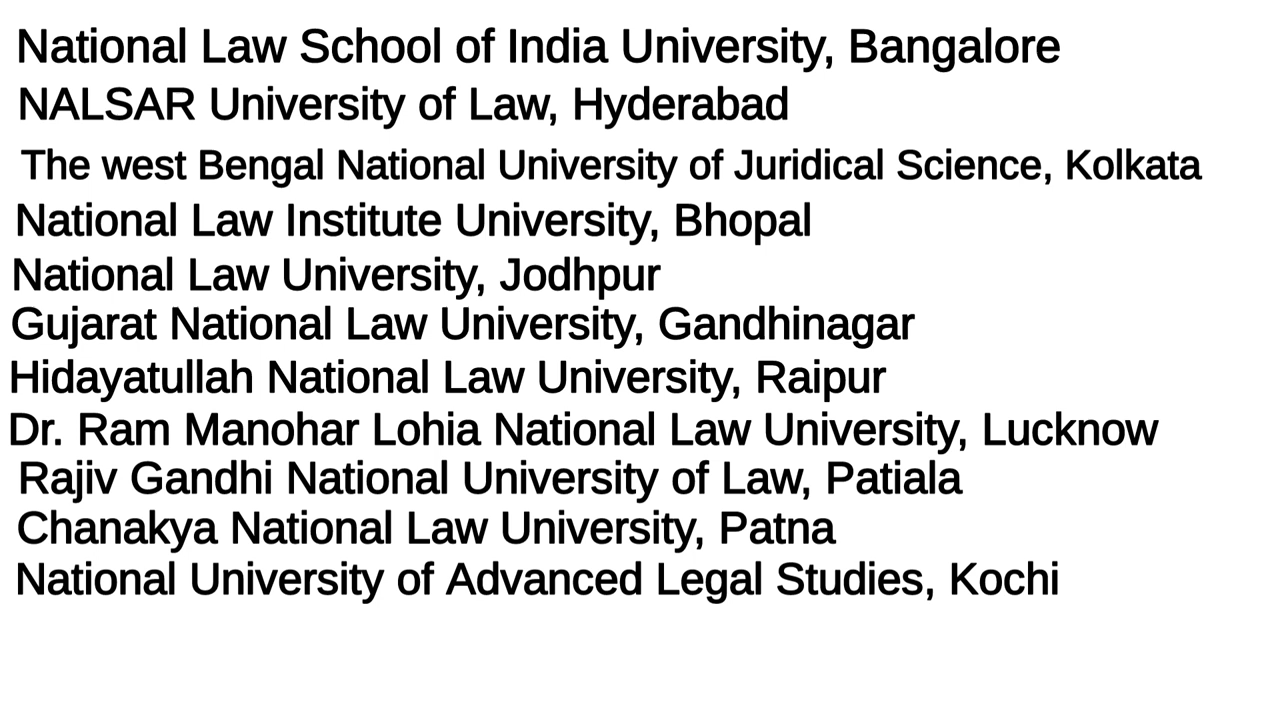 National Law School of India University, Bangalore
NALSAR University of Law, Hyderabad
The west Bengal National University of Juridical Science, Kolkata
National Law Institute University, Bhopal
National Law University, Jodhpur
Gujarat National Law University, Gandhinagar
Hidayatullah National Law University, Raipur
Dr. Ram Manohar Lohia National Law University, Lucknow
Rajiv Gandhi National University of Law, Patiala
Chanakya National Law University, Patna
National University of Advanced Legal Studies, Kochi